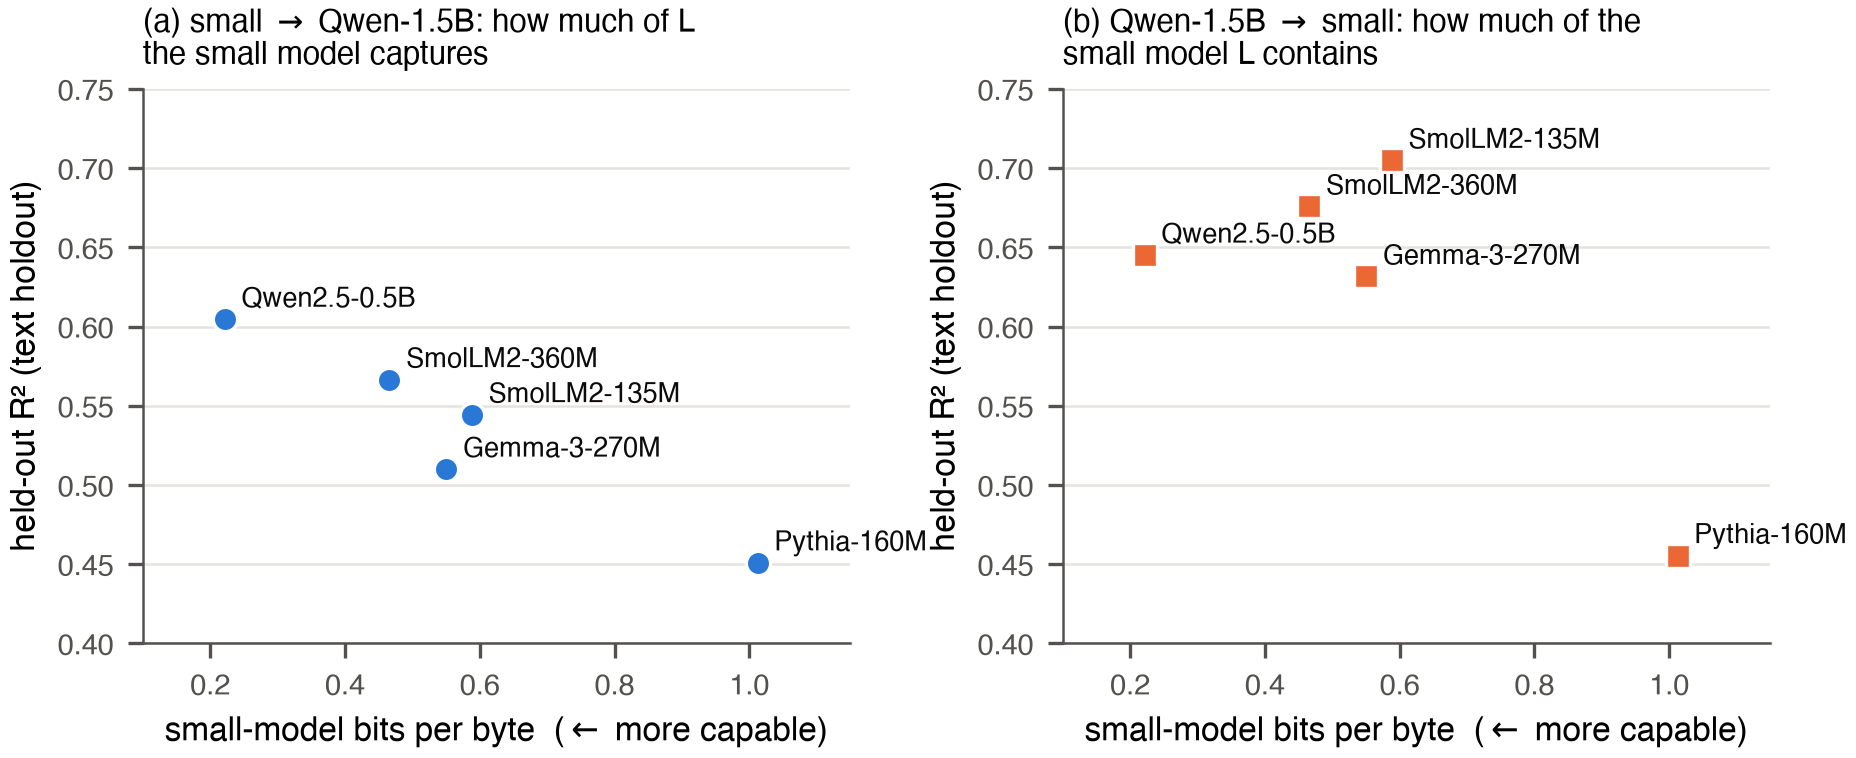 (a) small → Qwen-1.5B: how much of L
the small model captures
held-out R² (text holdout)
0.75
0.70
0.65
0.60
0.55
0.50
0.45
0.40
Qwen2.5-0.5B
SmolLM2-360M
SmolLM2-135M
Gemma-3-270M
Pythia-160M
0.2 0.4 0.6 0.8 1.0
small-model bits per byte (← more capable)
(b) Qwen-1.5B → small: how much of the
small model L contains
held-out R² (text holdout)
0.75
0.70
0.65
0.60
0.55
0.50
0.45
0.40
SmolLM2-135M
SmolLM2-360M
Qwen2.5-0.5B
Gemma-3-270M
Pythia-160M
0.2 0.4 0.6 0.8 1.0
small-model bits per byte (← more capable)